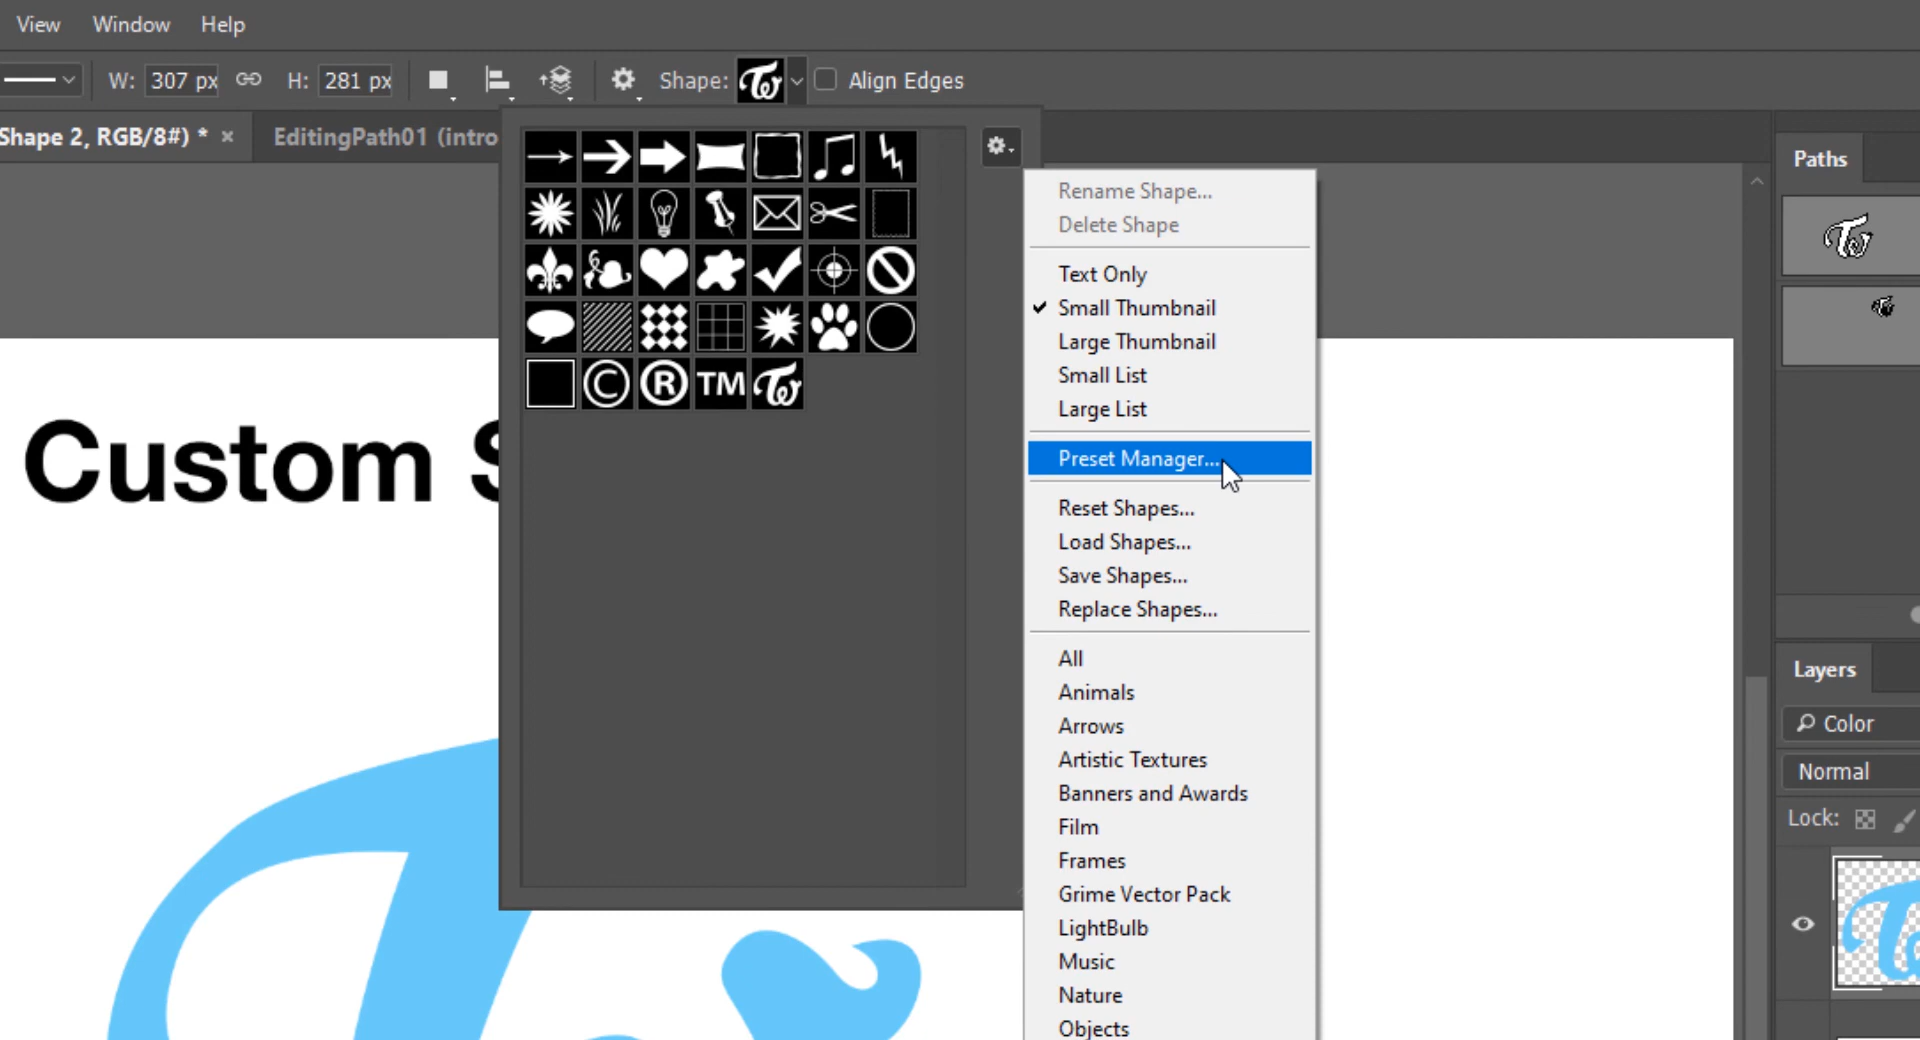 View Window Help
W: 307 px H: 281 px Shape: Tw Align Edges
Shape 2, RGB/8#) * × EditingPath01 (intro
Paths
Rename Shape...
Delete Shape
Text Only
Small Thumbnail
Large Thumbnail
Small List
Large List
Preset Manager...
Reset Shapes...
Load Shapes...
Save Shapes...
Replace Shapes...
All
Animals
Arrows
Artistic Textures
Banners and Awards
Film
Frames
Grime Vector Pack
LightBulb
Music
Nature
Objects
© ® TM Tw
Custom S
Layers
Color
Normal
Lock: